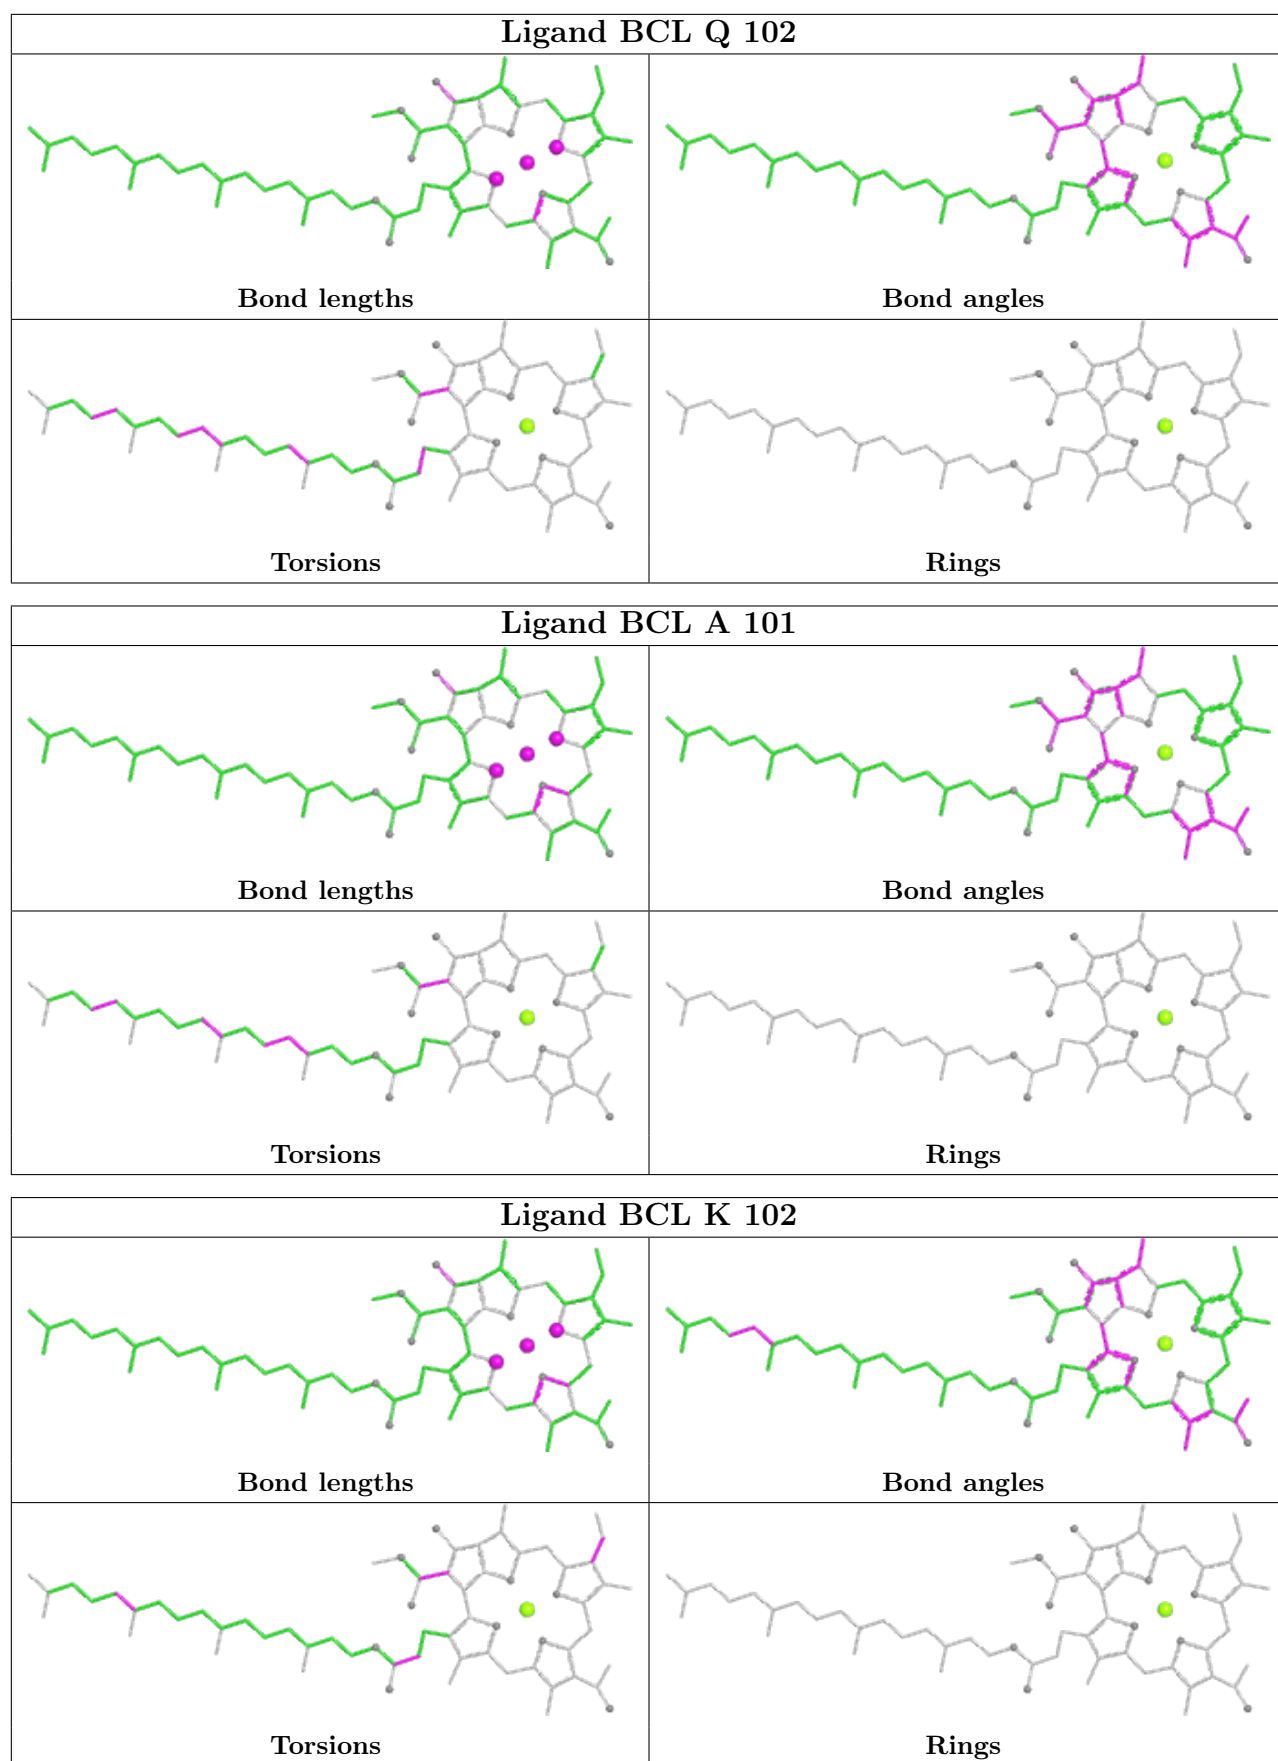 Ligand BCL Q 102
Bond lengths
Bond angles
Torsions
Rings
Ligand BCL A 101
Bond lengths
Bond angles
Torsions
Rings
Ligand BCL K 102
Bond lengths
Bond angles
Torsions
Rings